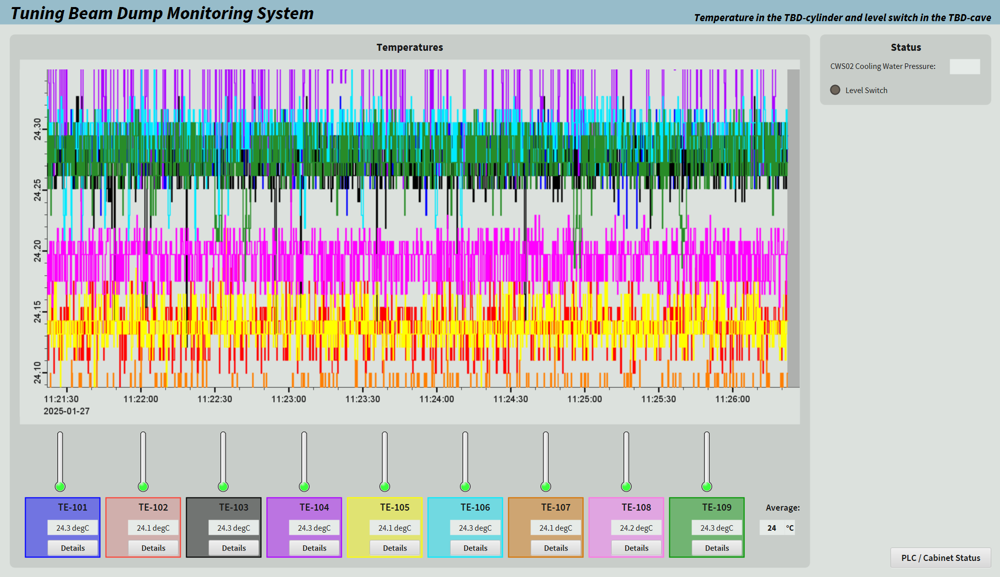 Tuning Beam Dump Monitoring System
Temperature in the TBD-cylinder and level switch in the TBD-cave
Temperatures
24.30
24.25
24.20
24.15
24.10
11:21:30 11:22:00 11:22:30 11:23:00 11:23:30 11:24:00 11:24:30 11:25:00 11:25:30 11:26:00
2025-01-27
TE-101 TE-102 TE-103 TE-104 TE-105 TE-106 TE-107 TE-108 TE-109 Average:
24.3 degC 24.1 degC 24.3 degC 24.3 degC 24.1 degC 24.3 degC 24.1 degC 24.2 degC 24.3 degC 24 °C
Details Details Details Details Details Details Details Details Details
Status
CWS02 Cooling Water Pressure:
Level Switch
PLC / Cabinet Status